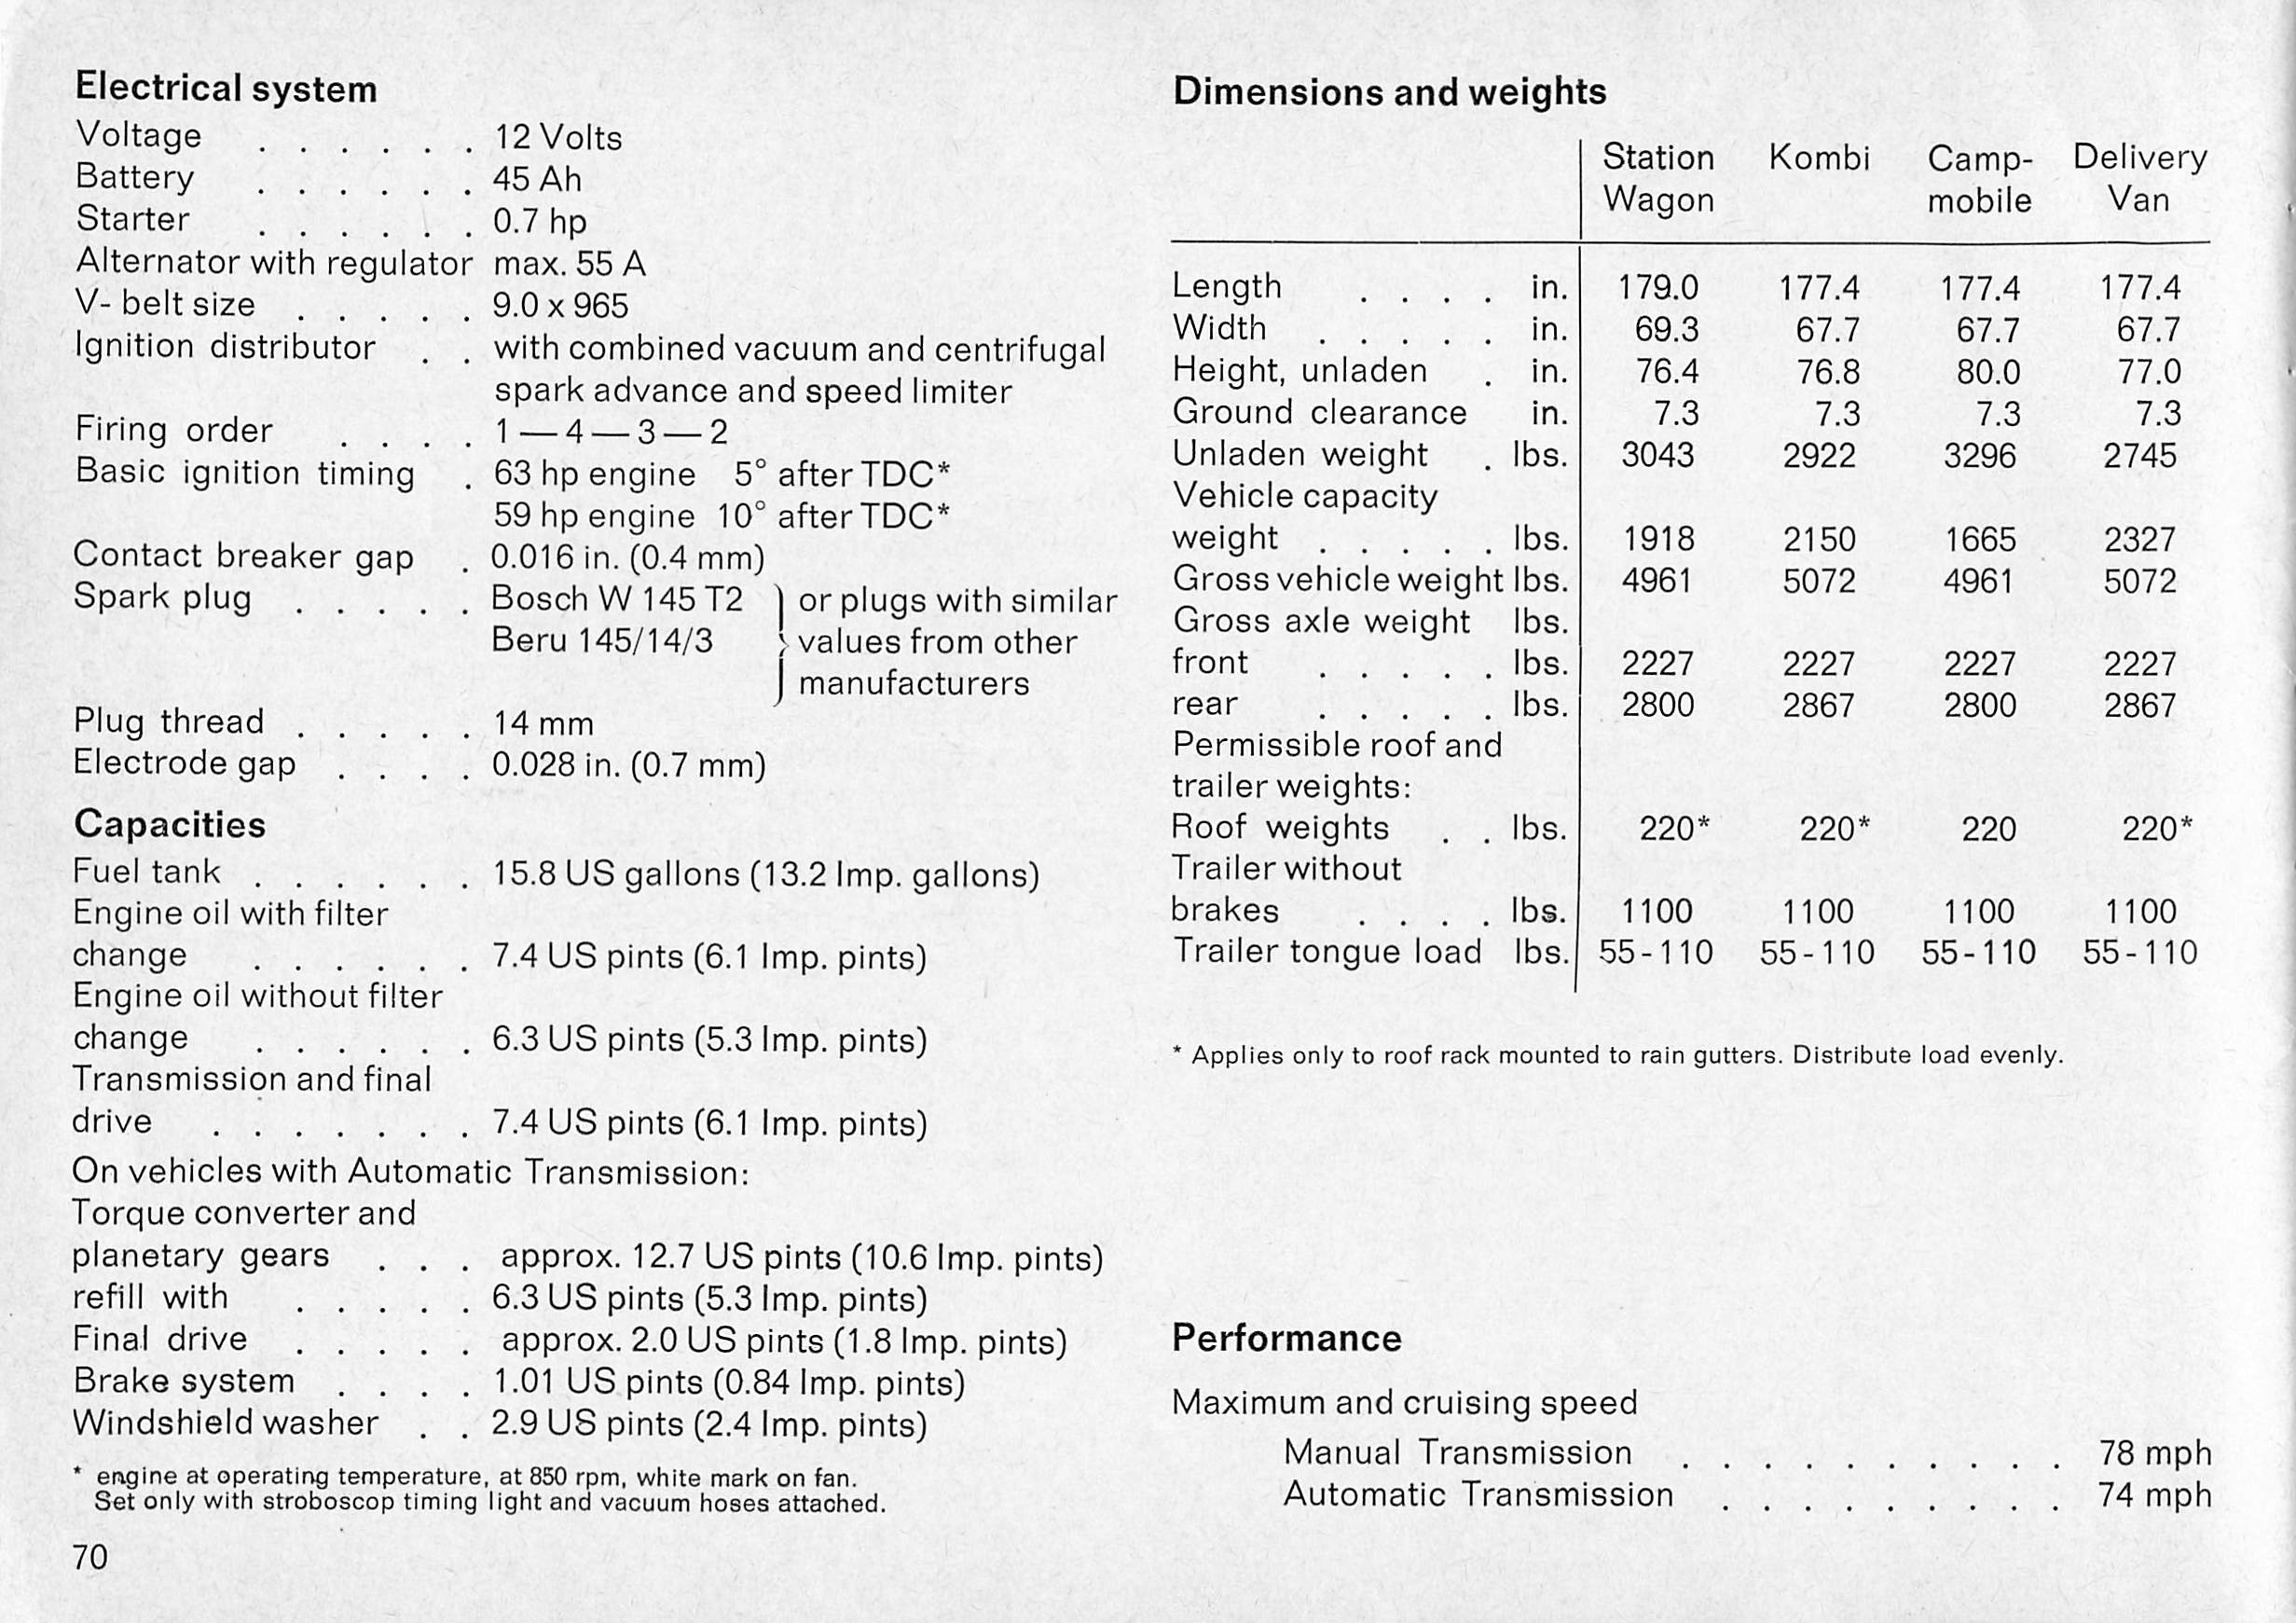 Electrical system
Voltage . . . . . . 12 Volts
Battery . . . . . . 45 Ah
Starter . . . . . . 0.7 hp
Alternator with regulator max. 55 A
V- belt size . . . . . 9.0 x 965
Ignition distributor . . with combined vacuum and centrifugal
spark advance and speed limiter
Firing order . . . . 1 — 4 — 3 — 2
Basic ignition timing . 63 hp engine 5° after TDC*
59 hp engine 10° after TDC*
Contact breaker gap . 0.016 in. (0.4 mm)
Spark plug . . . . . Bosch W 145 T2 } or plugs with similar
Beru 145/14/3 values from other
manufacturers
Plug thread . . . . . 14 mm
Electrode gap . . . . 0.028 in. (0.7 mm)
Capacities
Fuel tank . . . . . . 15.8 US gallons (13.2 Imp. gallons)
Engine oil with filter
change . . . . . . 7.4 US pints (6.1 Imp. pints)
Engine oil without filter
change . . . . . . 6.3 US pints (5.3 Imp. pints)
Transmission and final
drive . . . . . . . 7.4 US pints (6.1 Imp. pints)
On vehicles with Automatic Transmission:
Torque converter and
planetary gears . . . approx. 12.7 US pints (10.6 Imp. pints)
refill with . . . . . 6.3 US pints (5.3 Imp. pints)
Final drive . . . . . approx. 2.0 US pints (1.8 Imp. pints)
Brake system . . . . 1.01 US pints (0.84 Imp. pints)
Windshield washer . . 2.9 US pints (2.4 Imp. pints)
* engine at operating temperature, at 850 rpm, white mark on fan.
Set only with stroboscop timing light and vacuum hoses attached.
70
Dimensions and weights
Station Kombi Camp- Delivery
Wagon mobile Van
Length . . . . in. 179.0 177.4 177.4 177.4
Width . . . . . in. 69.3 67.7 67.7 67.7
Height, unladen . in. 76.4 76.8 80.0 77.0
Ground clearance in. 7.3 7.3 7.3 7.3
Unladen weight . lbs. 3043 2922 3296 2745
Vehicle capacity
weight . . . . . lbs. 1918 2150 1665 2327
Gross vehicle weight lbs. 4961 5072 4961 5072
Gross axle weight lbs.
front . . . . . lbs. 2227 2227 2227 2227
rear . . . . . lbs. 2800 2867 2800 2867
Permissible roof and
trailer weights:
Roof weights . . lbs. 220* 220* 220 220*
Trailer without
brakes . . . . lbs. 1100 1100 1100 1100
Trailer tongue load lbs. 55-110 55-110 55-110 55-110
* Applies only to roof rack mounted to rain gutters. Distribute load evenly.
Performance
Maximum and cruising speed
Manual Transmission . . . . . . . . . . 78 mph
Automatic Transmission . . . . . . . . . 74 mph